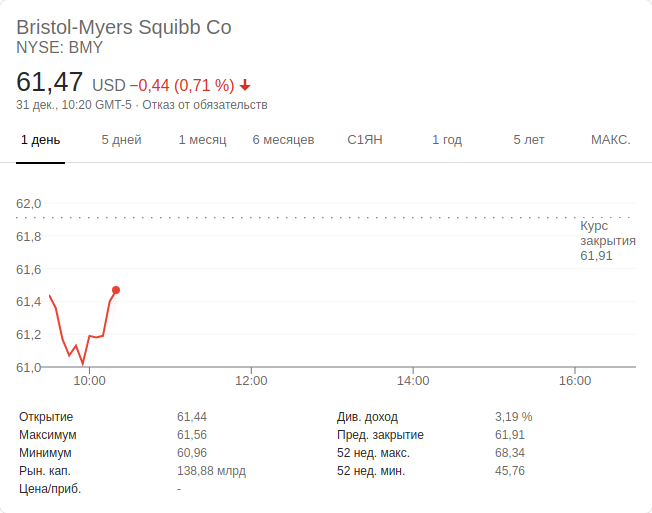 Bristol-Myers Squibb Co
NYSE: BMY
61,47 USD −0,44 (0,71 %)
31 дек., 10:20 GMT-5 · Отказ от обязательств
1 день 5 дней 1 месяц 6 месяцев С1ЯН 1 год 5 лет МАКС.
62,0
61,8
61,6
61,4
61,2
61,0
Курс
закрытия
61,91
10:00 12:00 14:00 16:00
Открытие 61,44 Див. доход 3,19 %
Максимум 61,56 Пред. закрытие 61,91
Минимум 60,96 52 нед. макс. 68,34
Рын. кап. 138,88 млрд 52 нед. мин. 45,76
Цена/приб. -